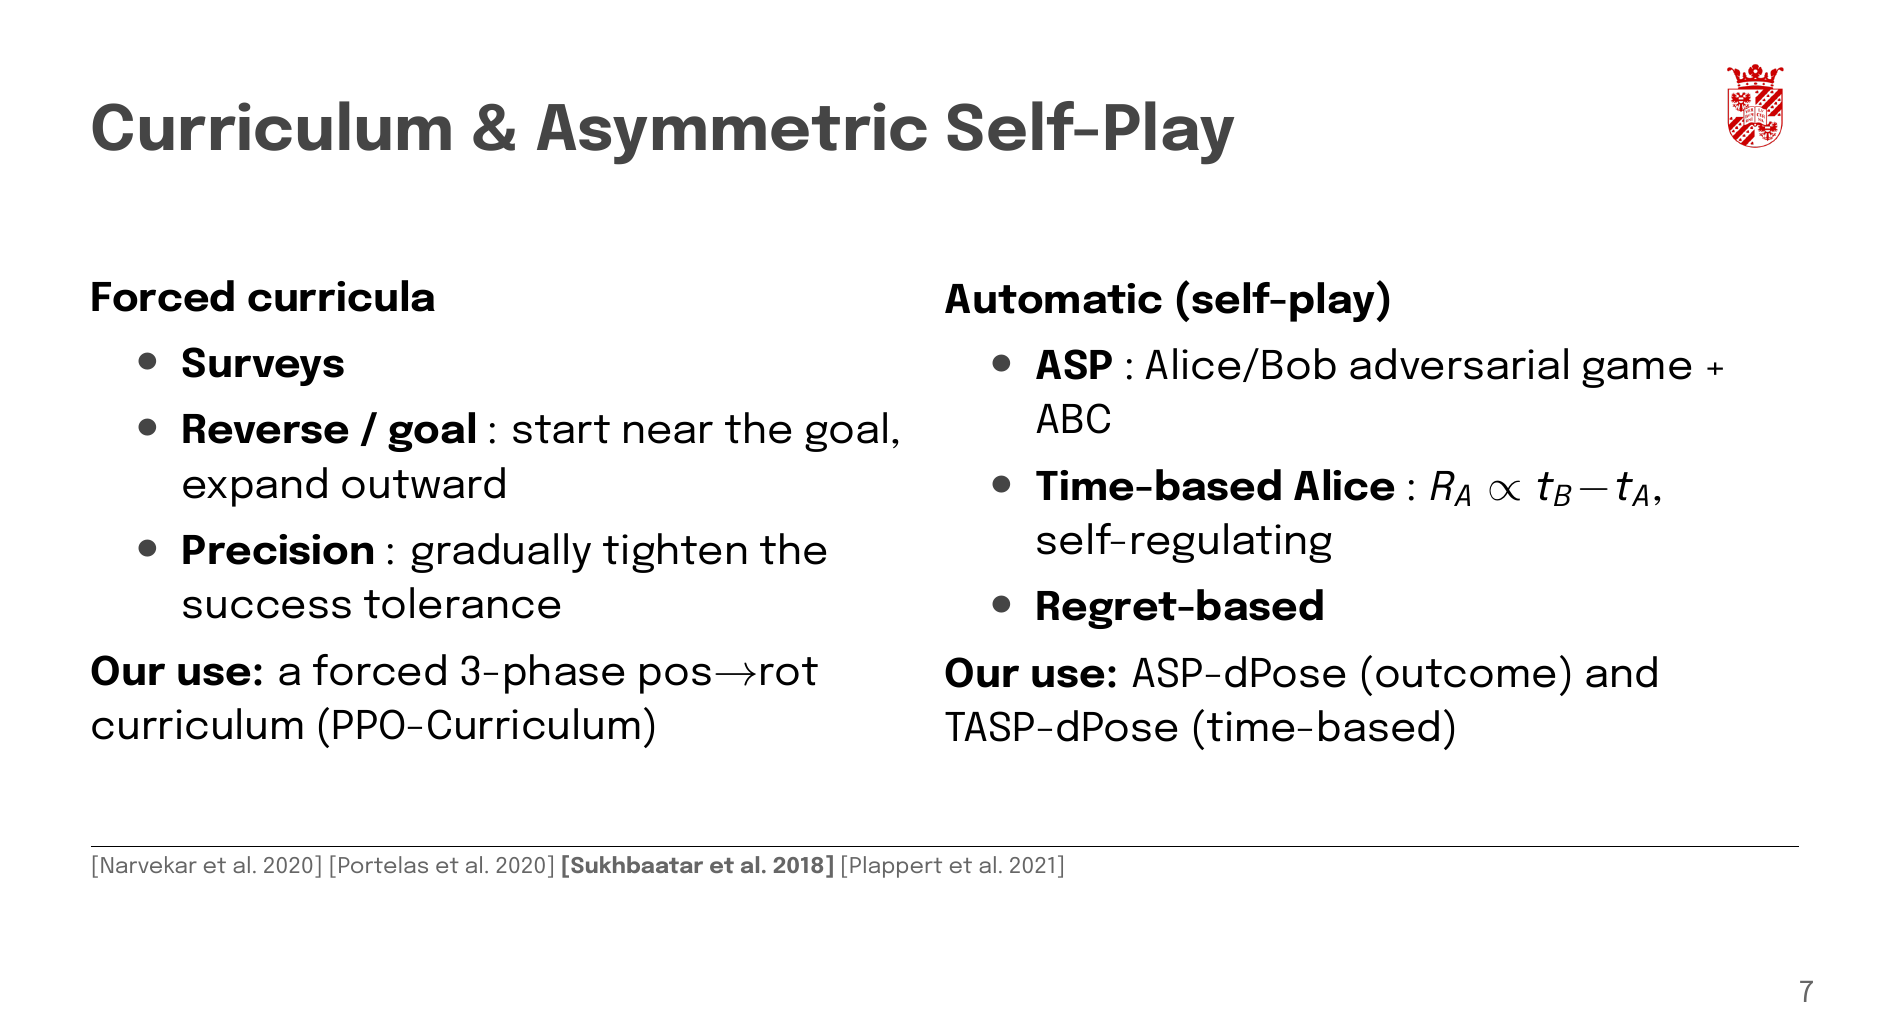 Curriculum & Asymmetric Self-Play
Forced curricula
• Surveys
• Reverse / goal : start near the goal,
expand outward
• Precision : gradually tighten the
success tolerance
Our use: a forced 3-phase pos→rot
curriculum (PPO-Curriculum)
Automatic (self-play)
• ASP : Alice/Bob adversarial game +
ABC
• Time-based Alice : R_A ∝ t_B − t_A,
self-regulating
• Regret-based
Our use: ASP-dPose (outcome) and
TASP-dPose (time-based)
[Narvekar et al. 2020] [Portelas et al. 2020] [Sukhbaatar et al. 2018] [Plappert et al. 2021]
7